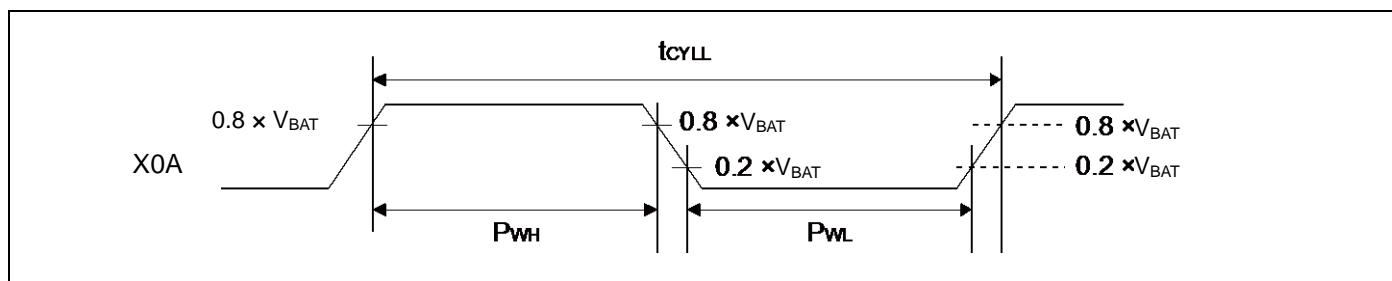 tCYLL
0.8 × VBAT
0.8 ×VBAT
0.8 ×VBAT
X0A
0.2 ×VBAT
0.2 ×VBAT
PWH
PWL